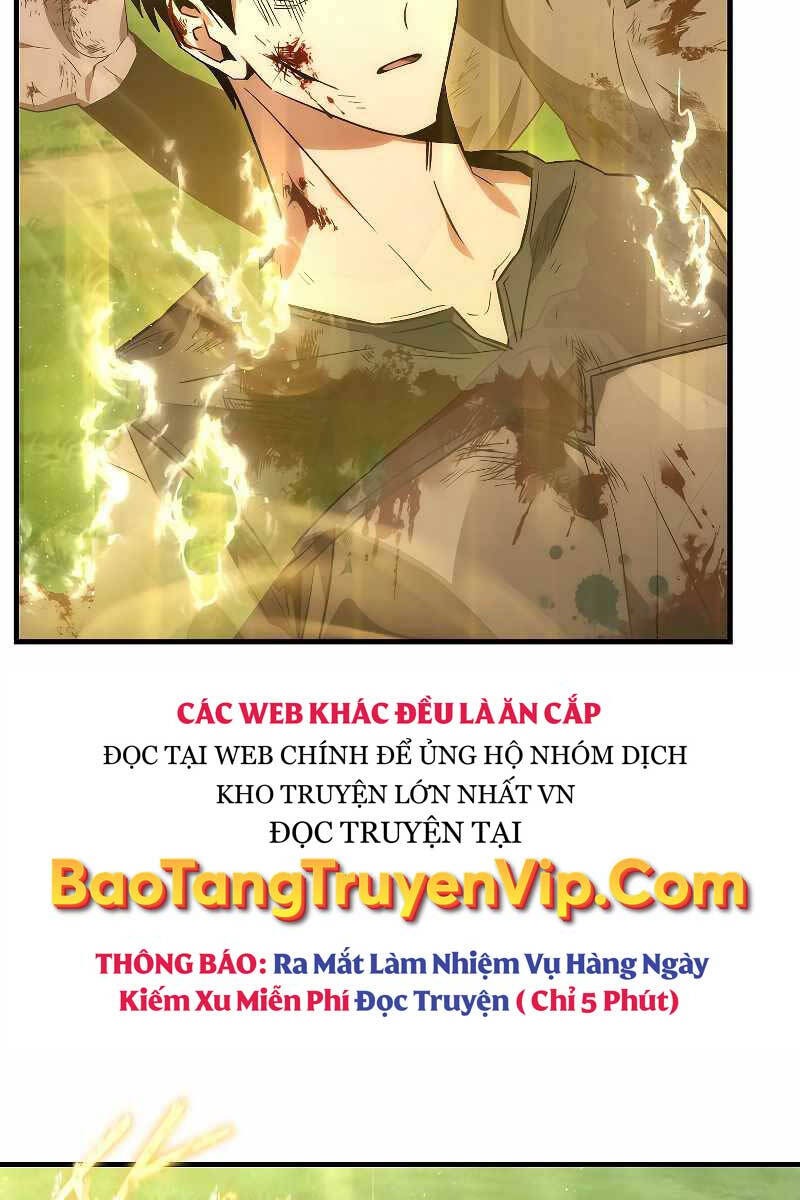 CÁC WEB KHÁC ĐỀU LÀ ĂN CẮP
ĐỌC TẠI WEB CHÍNH ĐỂ ỦNG HỘ NHÓM DỊCH
KHO TRUYỆN LỚN NHẤT VN
ĐỌC TRUYỆN TẠI
BaoTangTruyenVip.Com
THÔNG BÁO: Ra Mắt Làm Nhiệm Vụ Hàng Ngày
Kiếm Xu Miễn Phí Đọc Truyện ( Chỉ 5 Phút)